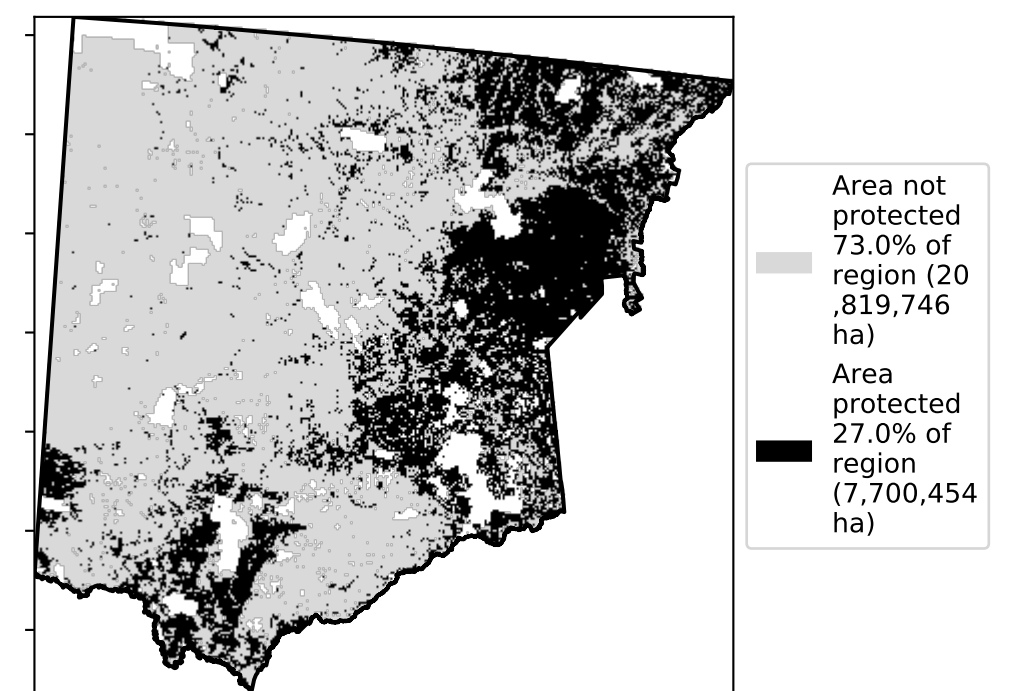 Area not
protected
73.0% of
region (20
,819,746
ha)
Area
protected
27.0% of
region
(7,700,454
ha)